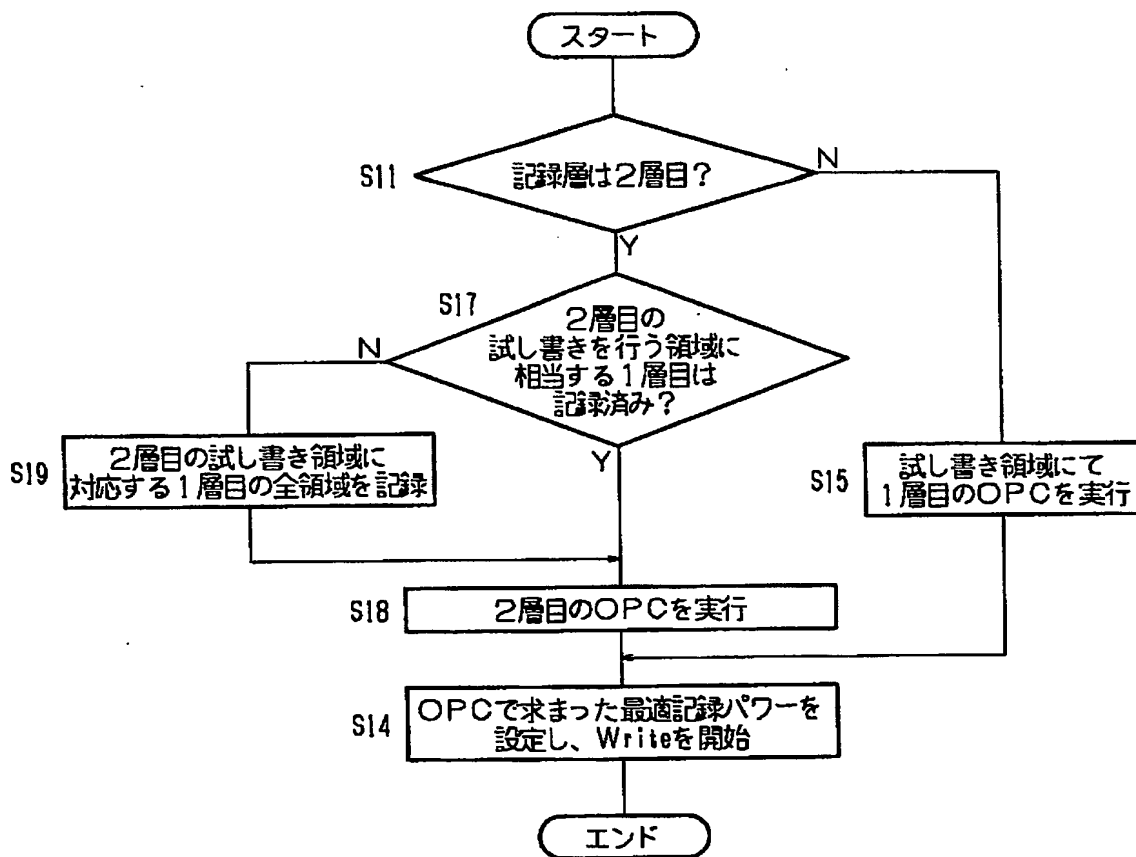 スタート
S11
記録層は2層目?
N
Y
S17
2層目の
試し書きを行う領域に
相当する1層目は
記録済み?
N
Y
S19
2層目の試し書き領域に
対応する1層目の全領域を記録
S15
試し書き領域にて
1層目のOPCを実行
S18
2層目のOPCを実行
S14
OPCで求まった最適記録パワーを
設定し、Writeを開始
エンド